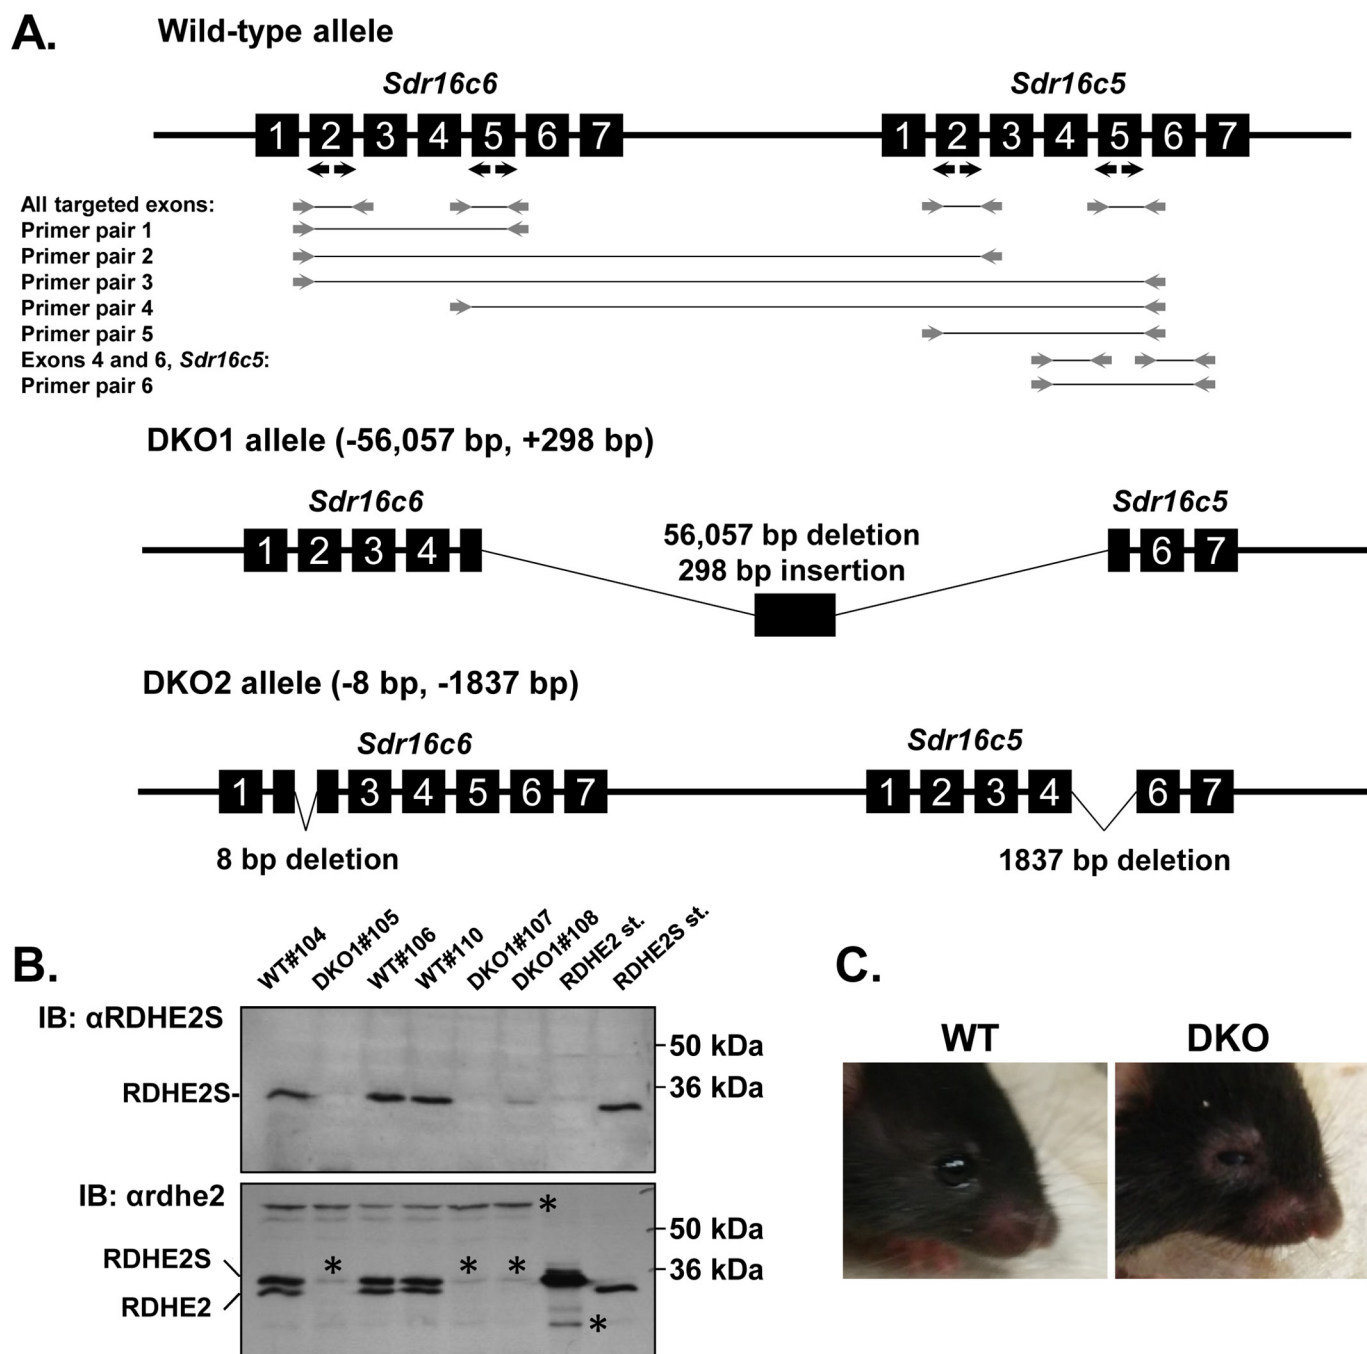 A.
Wild-type allele
Sdr16c6 Sdr16c5
1 2 3 4 5 6 7 1 2 3 4 5 6 7
All targeted exons:
Primer pair 1
Primer pair 2
Primer pair 3
Primer pair 4
Primer pair 5
Exons 4 and 6, Sdr16c5:
Primer pair 6
DKO1 allele (-56,057 bp, +298 bp)
Sdr16c6 Sdr16c5
56,057 bp deletion
298 bp insertion
1 2 3 4 6 7
DKO2 allele (-8 bp, -1837 bp)
Sdr16c6 Sdr16c5
1 3 4 5 6 7 1 2 3 4 6 7
8 bp deletion 1837 bp deletion
B.
WT#104 DKO1#105 WT#106 WT#110 DKO1#107 DKO1#108 RDHE2 st. RDHE2S st.
IB: αRDHE2S
50 kDa
36 kDa
RDHE2S-
IB: αrdhe2
*
50 kDa
RDHE2S
* * *
36 kDa
RDHE2
*
C.
WT DKO